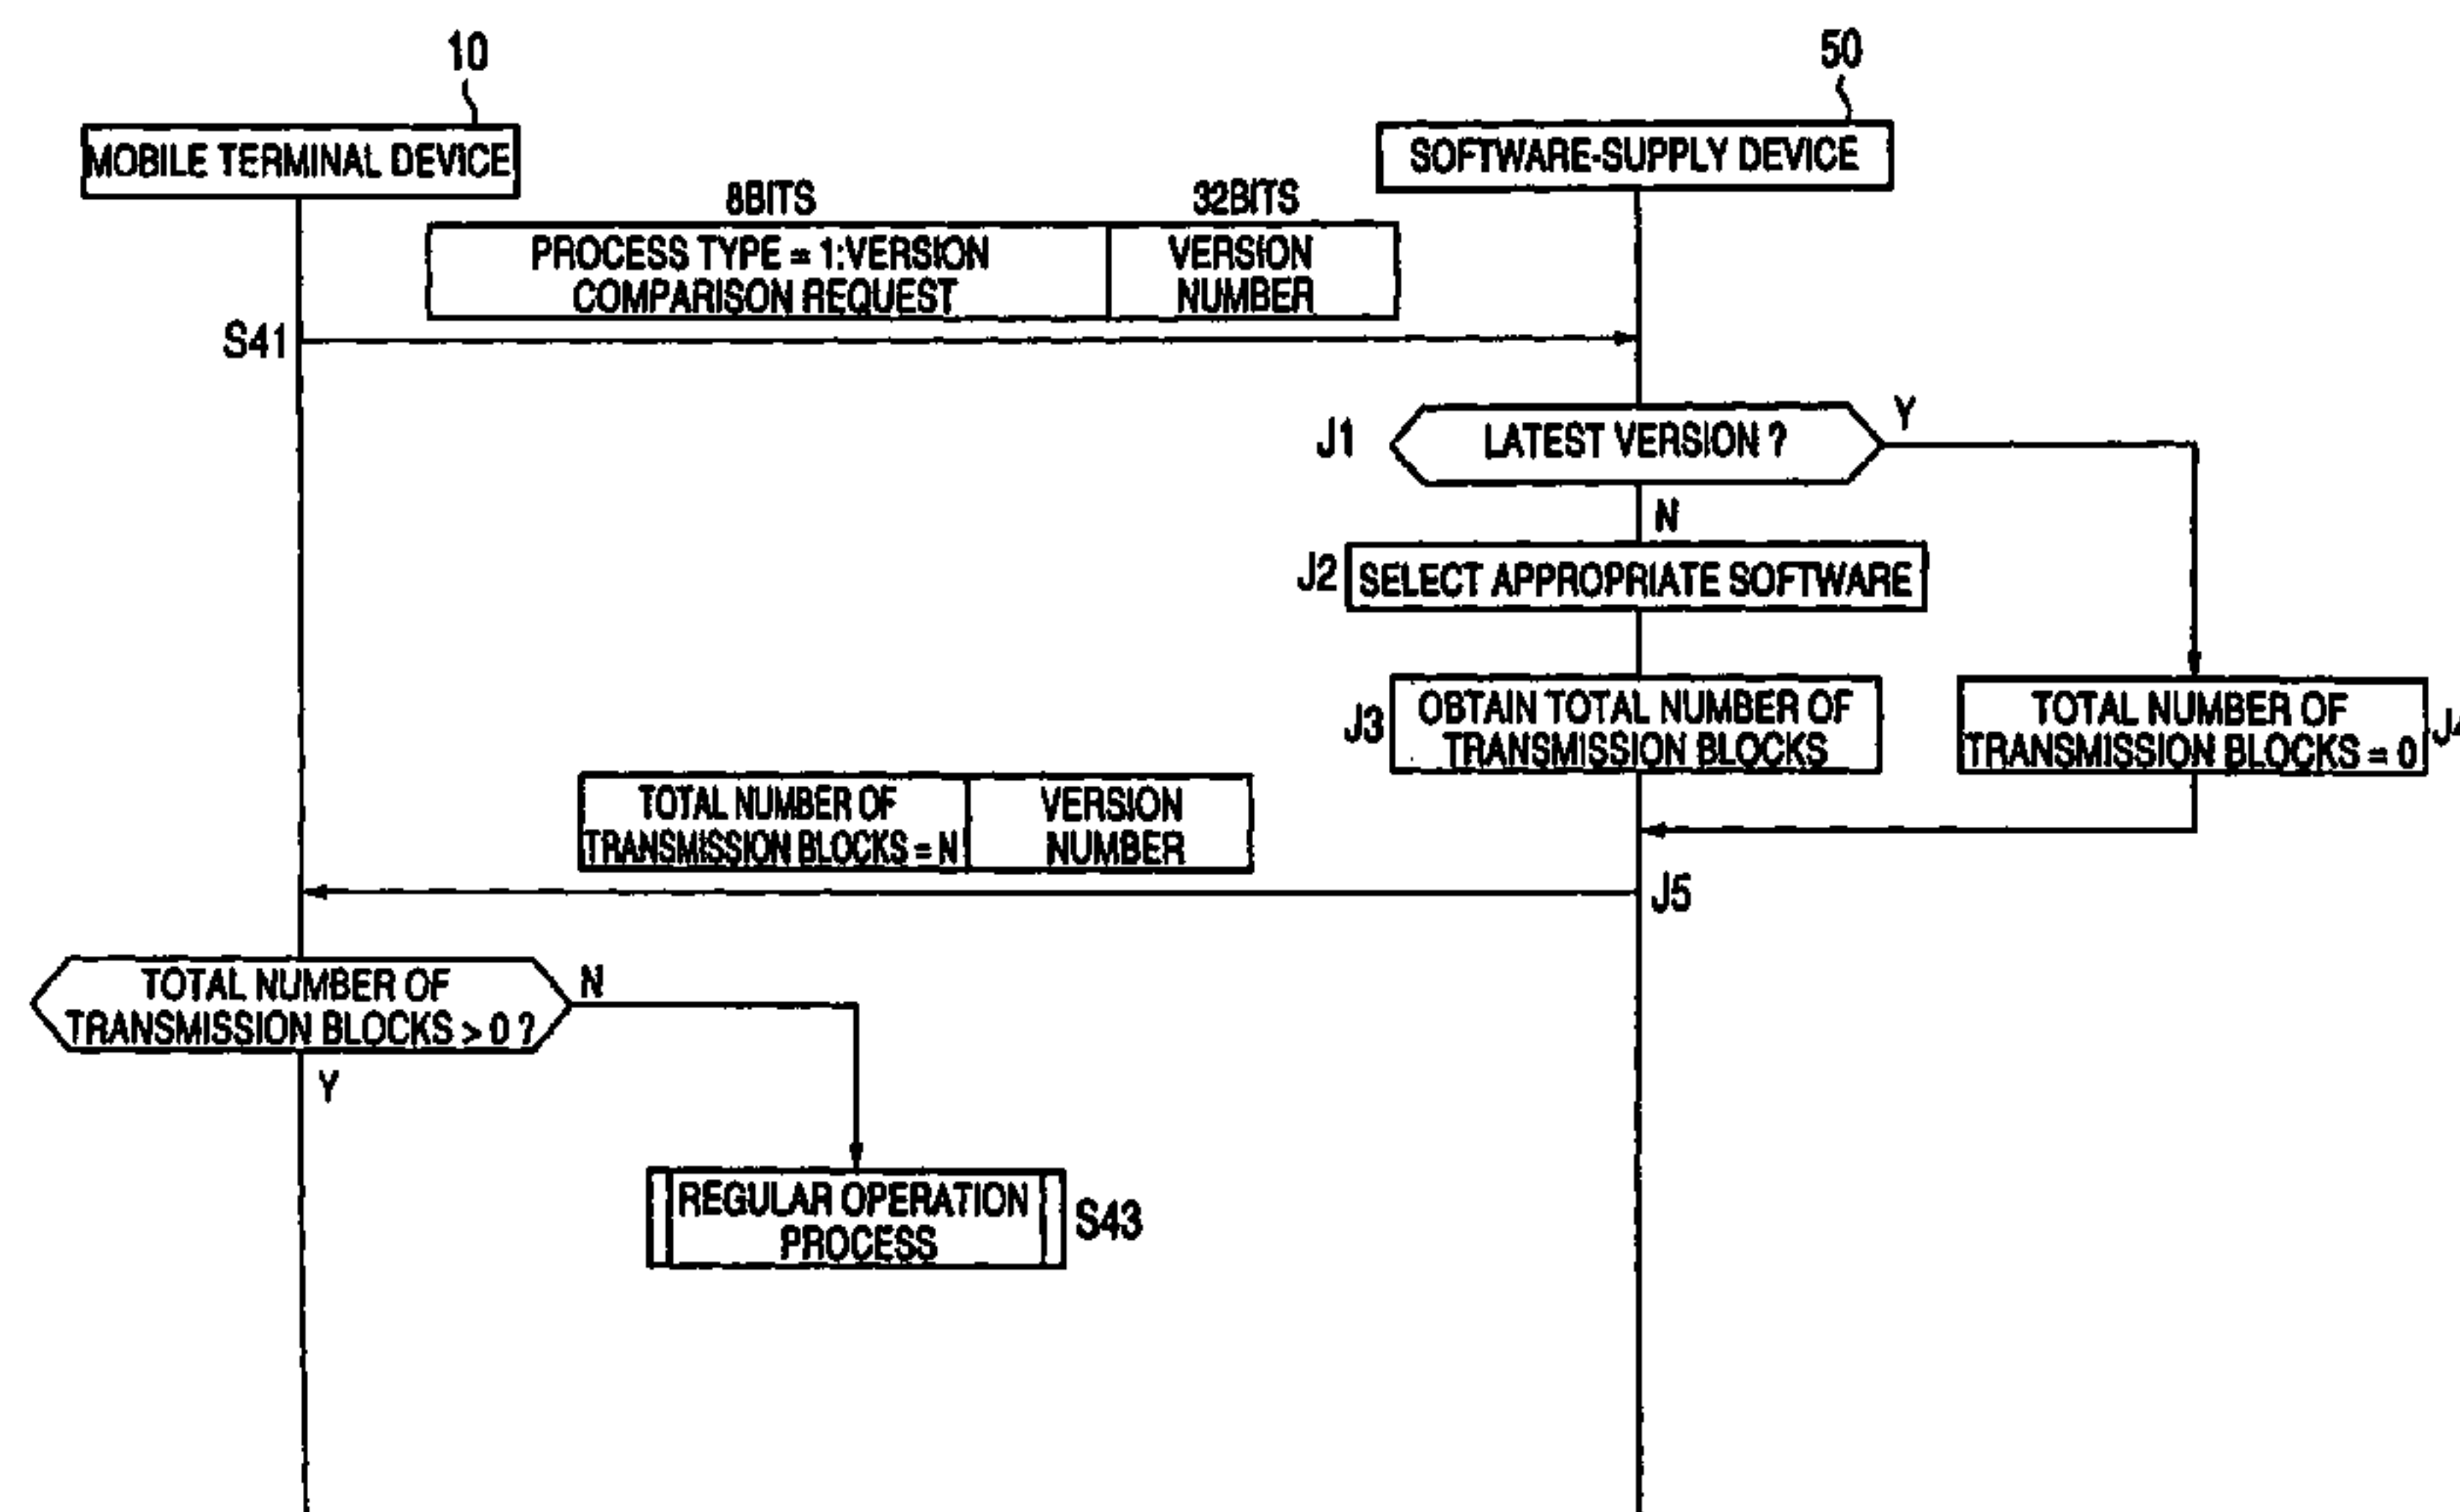 10
50
MOBILE TERMINAL DEVICE
SOFTWARE-SUPPLY DEVICE
8BITS
32BITS
PROCESS TYPE = 1:VERSION
COMPARISON REQUEST
VERSION
NUMBER
S41
J1
LATEST VERSION ?
Y
N
J2
SELECT APPROPRIATE SOFTWARE
J3
OBTAIN TOTAL NUMBER OF
TRANSMISSION BLOCKS
TOTAL NUMBER OF
TRANSMISSION BLOCKS = 0
J4
TOTAL NUMBER OF
TRANSMISSION BLOCKS = N
VERSION
NUMBER
J5
TOTAL NUMBER OF
TRANSMISSION BLOCKS > 0 ?
N
Y
REGULAR OPERATION
PROCESS
S43